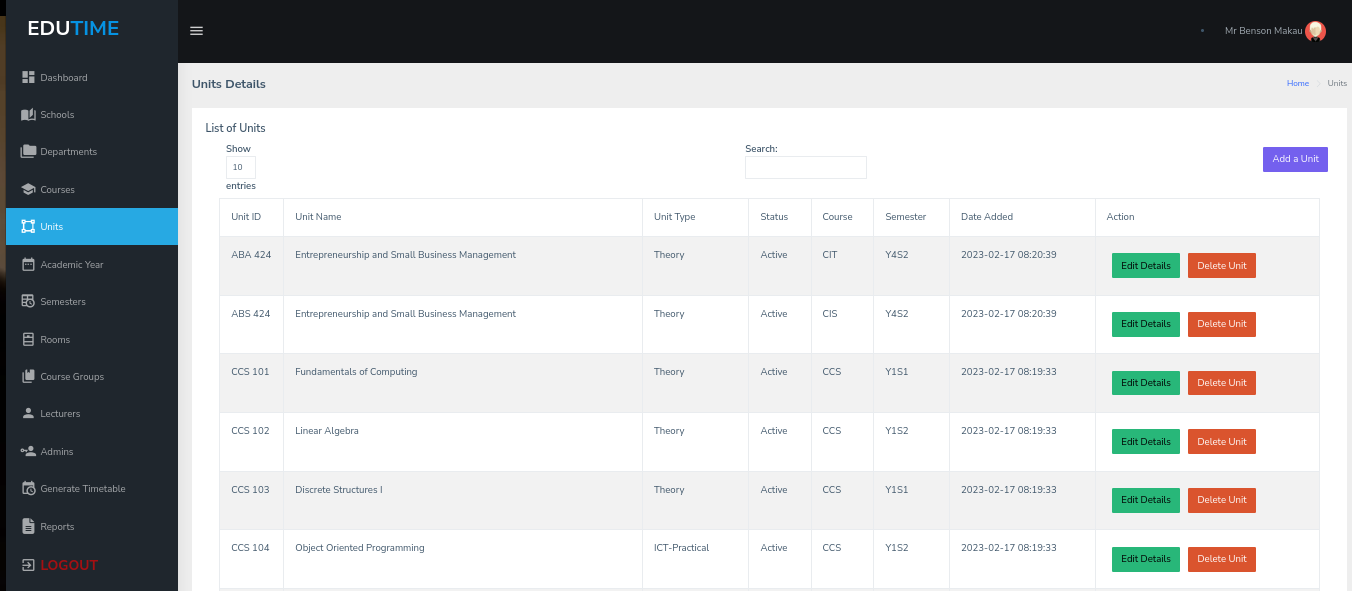 EDUTIME
Mr Benson Makau
Dashboard
Schools
Departments
Courses
Units
Academic Year
Semesters
Rooms
Course Groups
Lecturers
Admins
Generate Timetable
Reports
LOGOUT
Units Details
Home Units
List of Units
Show
10
entries
Search:
Add a Unit
Unit ID Unit Name Unit Type Status Course Semester Date Added Action
ABA 424 Entrepreneurship and Small Business Management Theory Active CIT Y4S2 2023-02-17 08:20:39 Edit Details Delete Unit
ABS 424 Entrepreneurship and Small Business Management Theory Active CIS Y4S2 2023-02-17 08:20:39 Edit Details Delete Unit
CCS 101 Fundamentals of Computing Theory Active CCS Y1S1 2023-02-17 08:19:33 Edit Details Delete Unit
CCS 102 Linear Algebra Theory Active CCS Y1S2 2023-02-17 08:19:33 Edit Details Delete Unit
CCS 103 Discrete Structures I Theory Active CCS Y1S1 2023-02-17 08:19:33 Edit Details Delete Unit
CCS 104 Object Oriented Programming ICT-Practical Active CCS Y1S2 2023-02-17 08:19:33 Edit Details Delete Unit